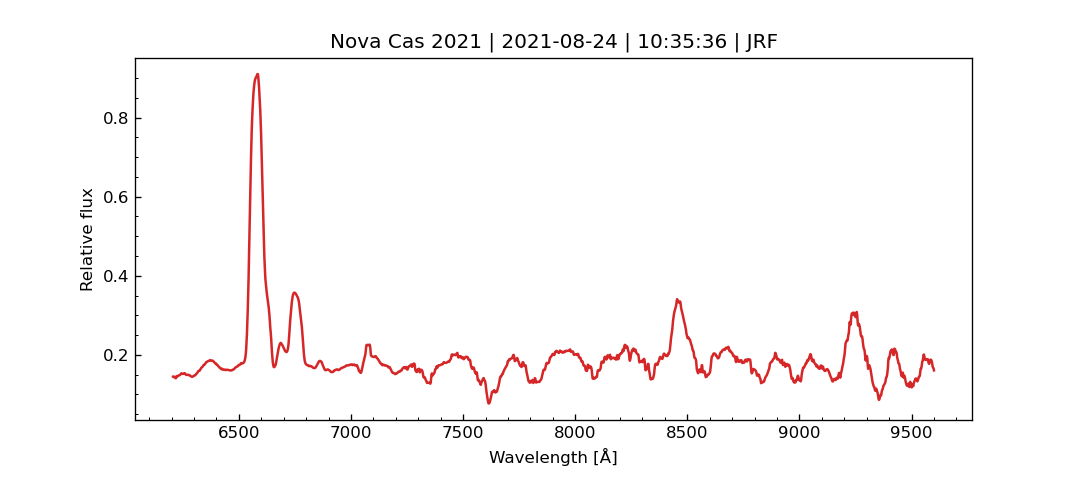 Nova Cas 2021 | 2021-08-24 | 10:35:36 | JRF
Relative flux
0.8
0.6
0.4
0.2
6500 7000 7500 8000 8500 9000 9500
Wavelength [Å]